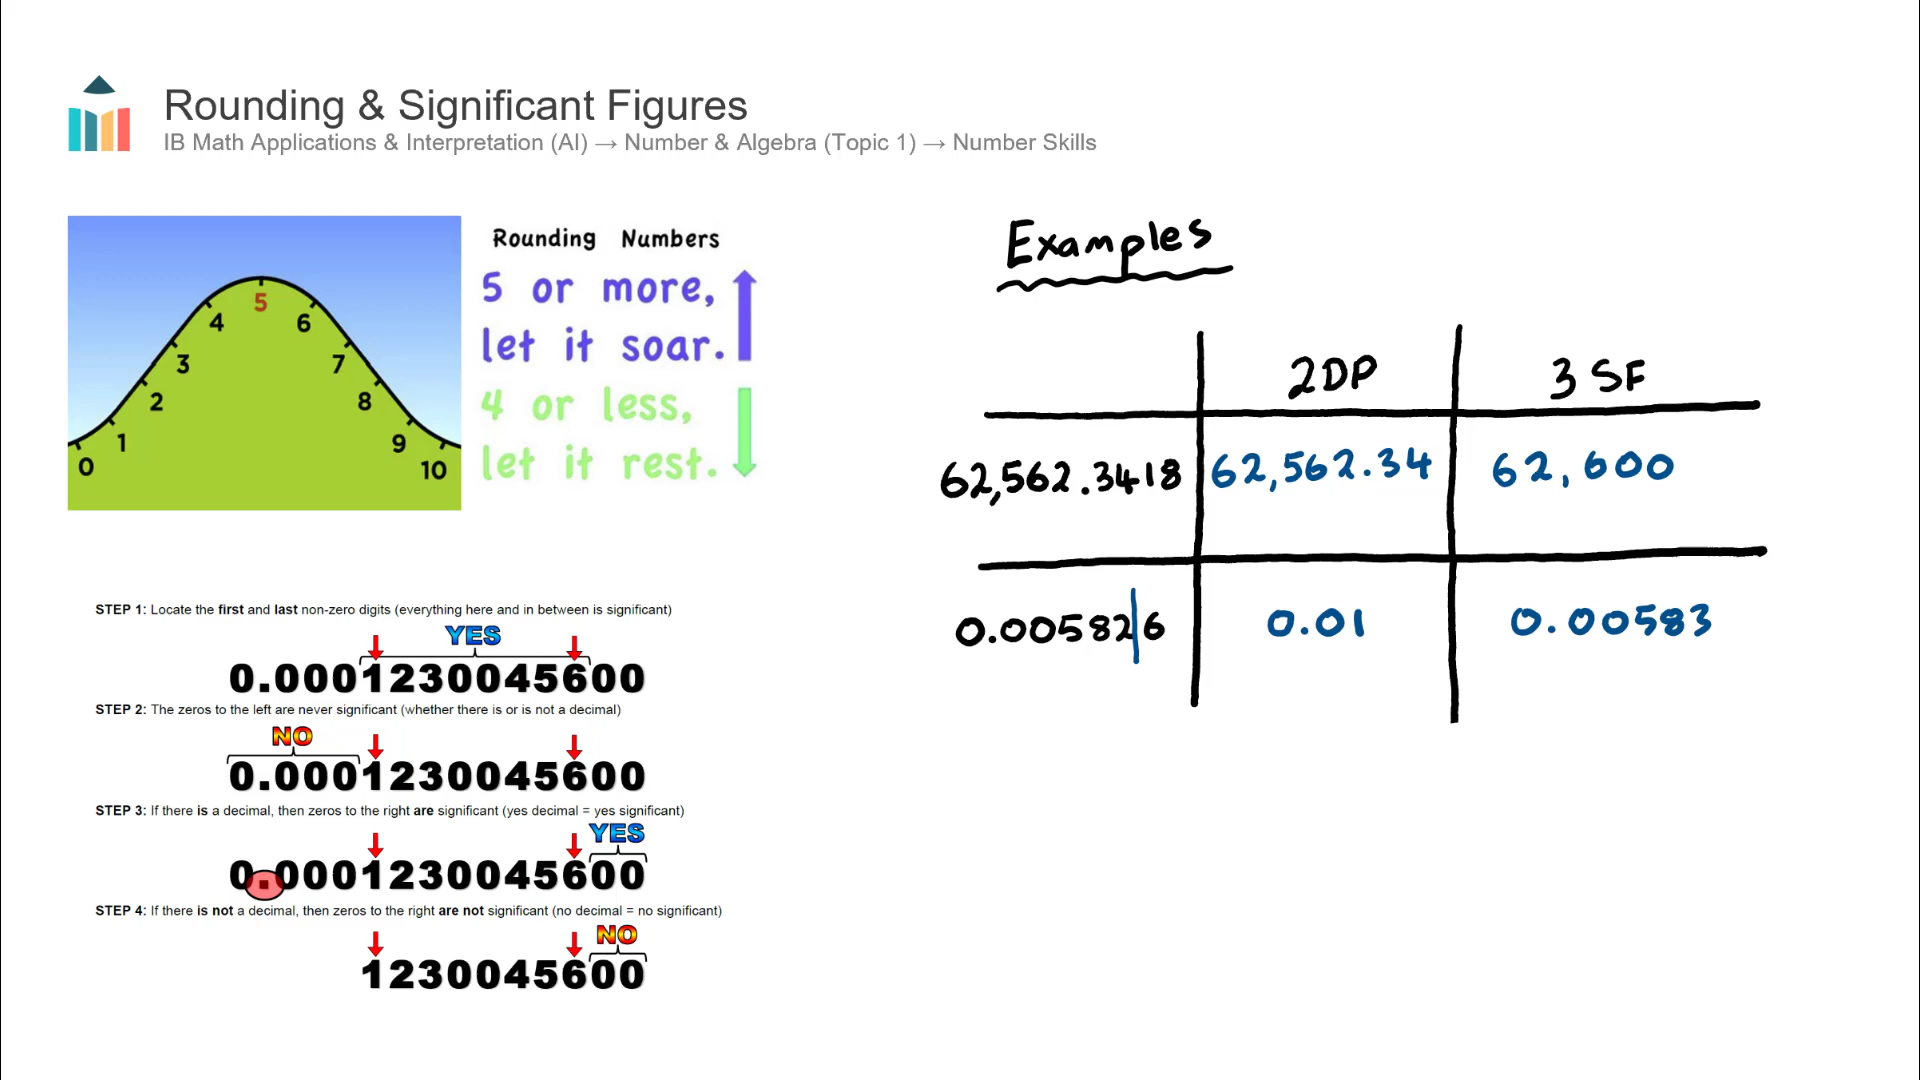 Rounding & Significant Figures
IB Math Applications & Interpretation (AI) → Number & Algebra (Topic 1) → Number Skills
0
1
2
3
4
5
6
7
8
9
10
Rounding Numbers
5 or more,
let it soar.
4 or less,
let it rest.
STEP 1: Locate the first and last non-zero digits (everything here and in between is significant)
YES
0.0001230045600
STEP 2: The zeros to the left are never significant (whether there is or is not a decimal)
NO
0.0001230045600
STEP 3: If there is a decimal, then zeros to the right are significant (yes decimal = yes significant)
YES
0.0001230045600
STEP 4: If there is not a decimal, then zeros to the right are not significant (no decimal = no significant)
NO
1230045600
Examples
2DP 3 SF
62,562.3418 62,562.34 62,600
0.005826 0.01 0.00583